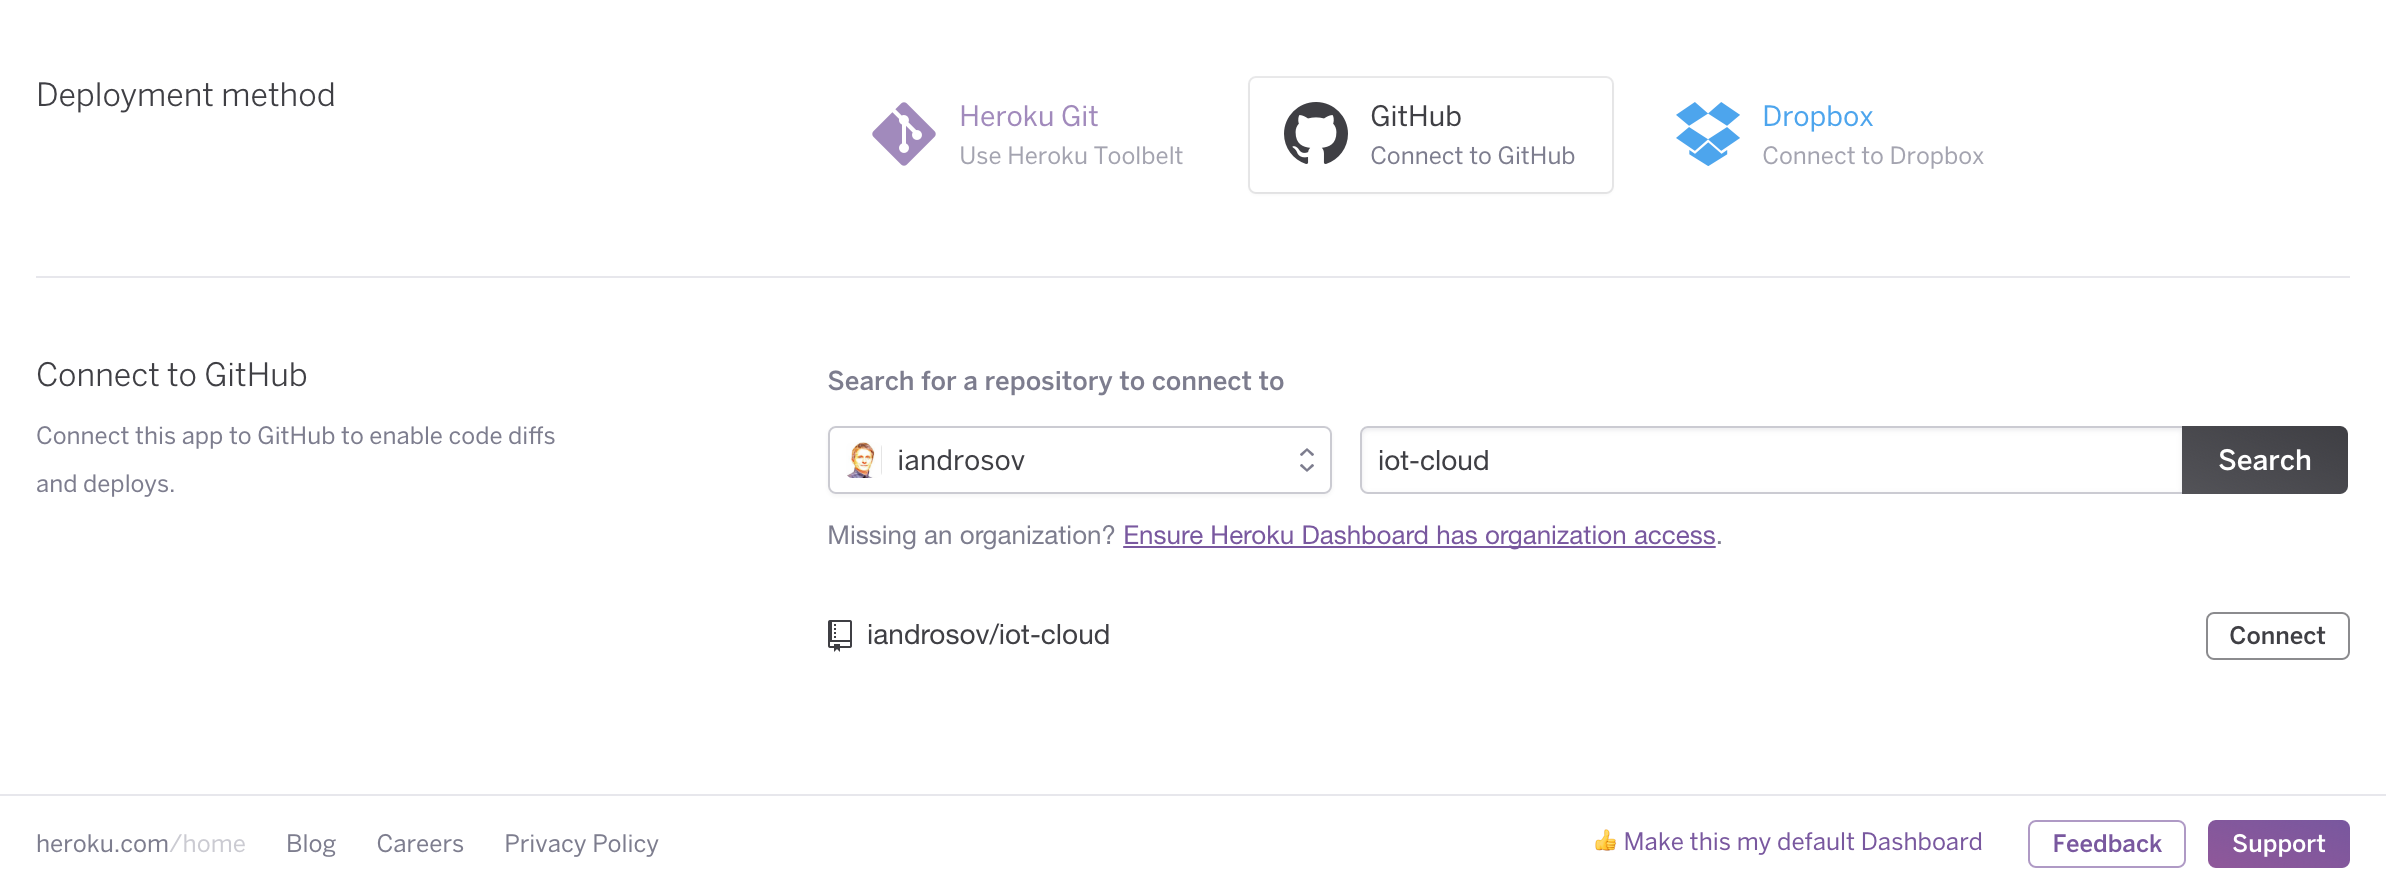 Deployment method
Heroku Git
Use Heroku Toolbelt
GitHub
Connect to GitHub
Dropbox
Connect to Dropbox
Connect to GitHub
Connect this app to GitHub to enable code diffs
and deploys.
Search for a repository to connect to
iandrosov
iot-cloud
Search
Missing an organization? Ensure Heroku Dashboard has organization access.
iandrosov/iot-cloud
Connect
heroku.com/home
Blog
Careers
Privacy Policy
👍 Make this my default Dashboard
Feedback
Support